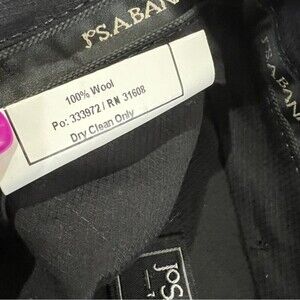 JoS.A.BAN
100% Wool
Po: 333972 / RN 31608
Dry Clean Only
JoS